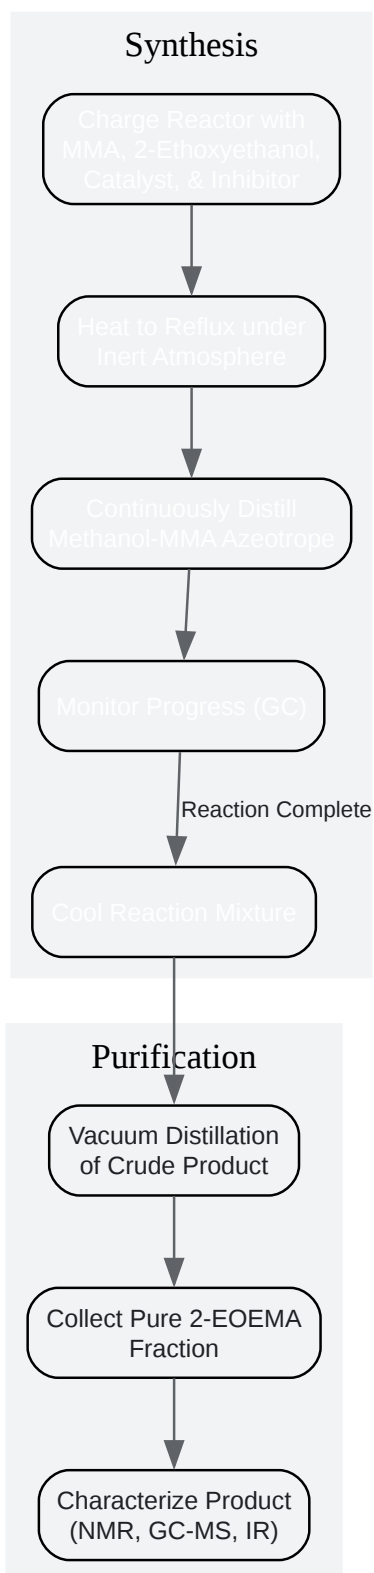 Synthesis
Charge Reactor with
MMA, 2-Ethoxyethanol,
Catalyst, & Inhibitor
Heat to Reflux under
Inert Atmosphere
Continuously Distill
Methanol-MMA Azeotrope
Monitor Progress (GC)
Reaction Complete
Cool Reaction Mixture
Purification
Vacuum Distillation
of Crude Product
Collect Pure 2-EOEMA
Fraction
Characterize Product
(NMR, GC-MS, IR)